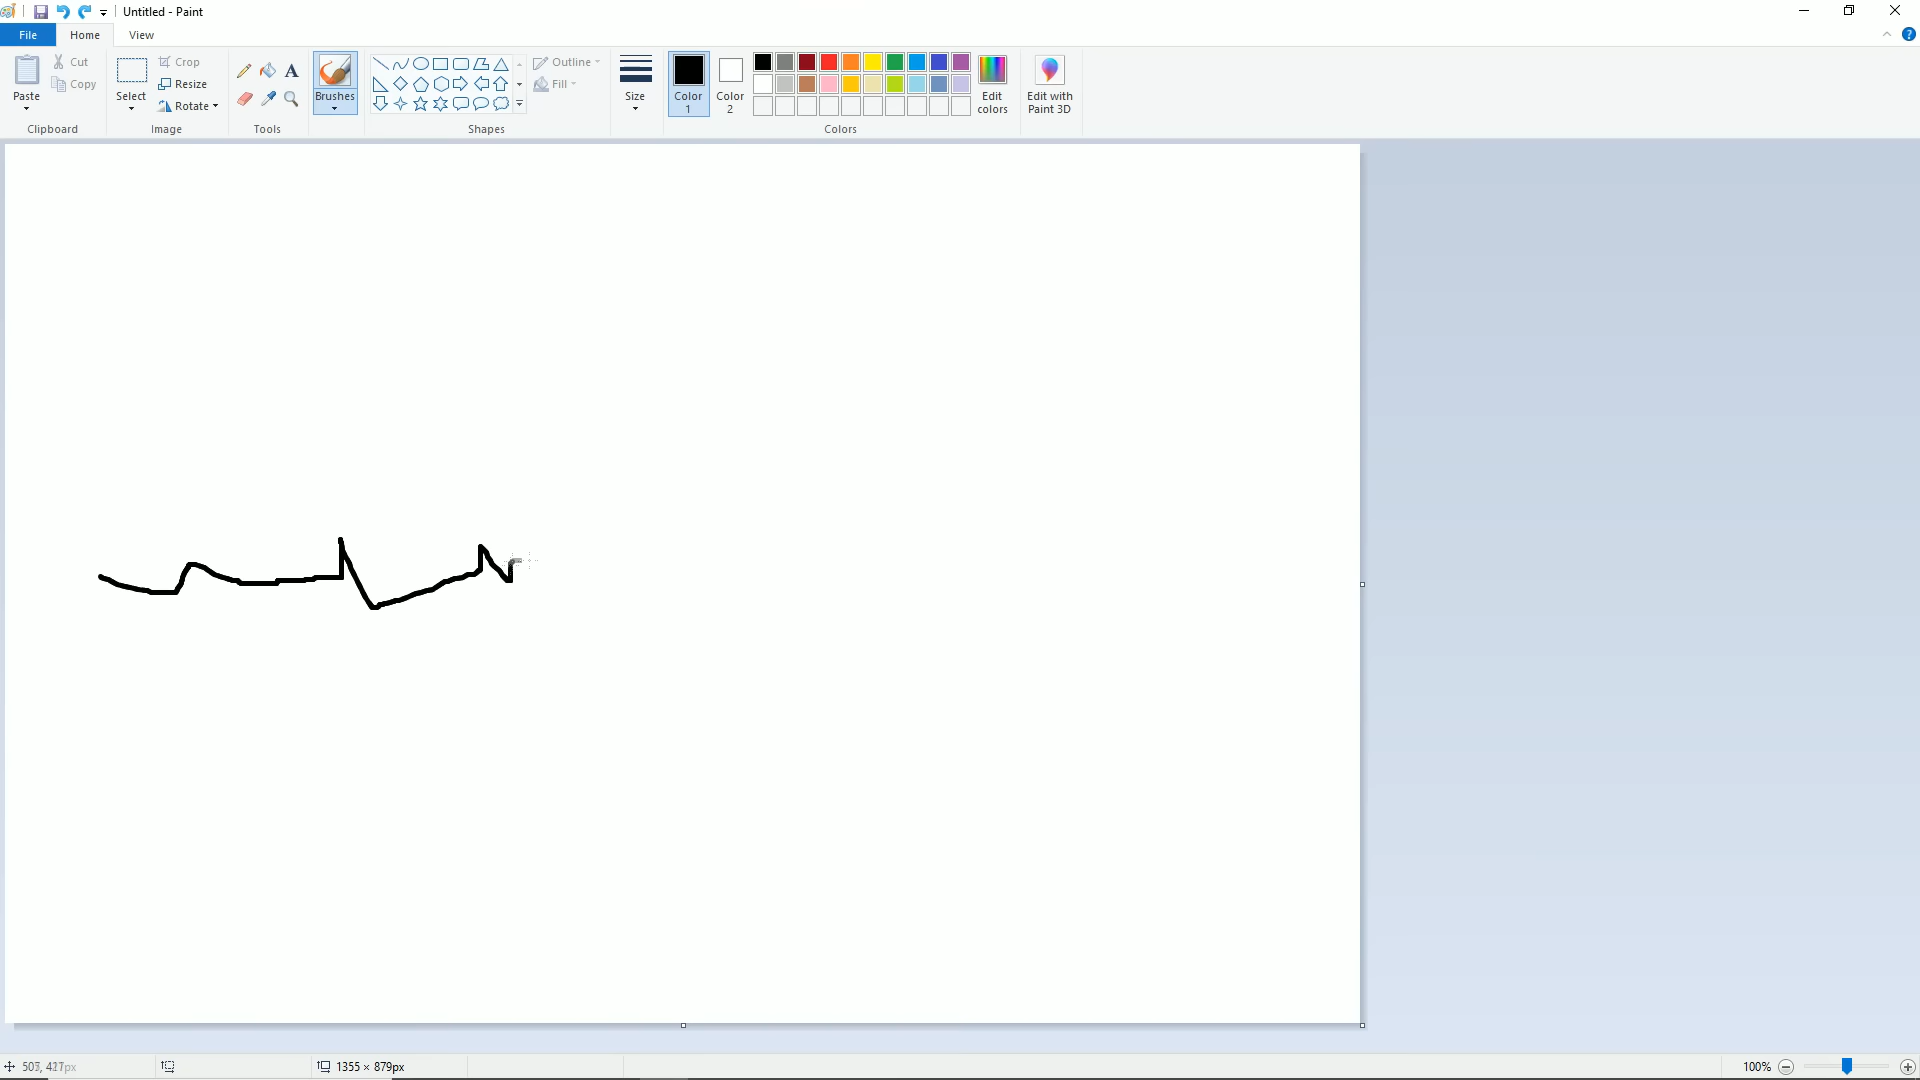 Untitled - Paint
File Home View
Paste
Cut
Copy
Clipboard
Select
Crop
Resize
Rotate
Image
A
Tools
Brushes
Shapes
Outline
Fill
Size
Color 1
Color 2
Edit colors
Colors
Edit with Paint 3D
1355 × 879px
100%